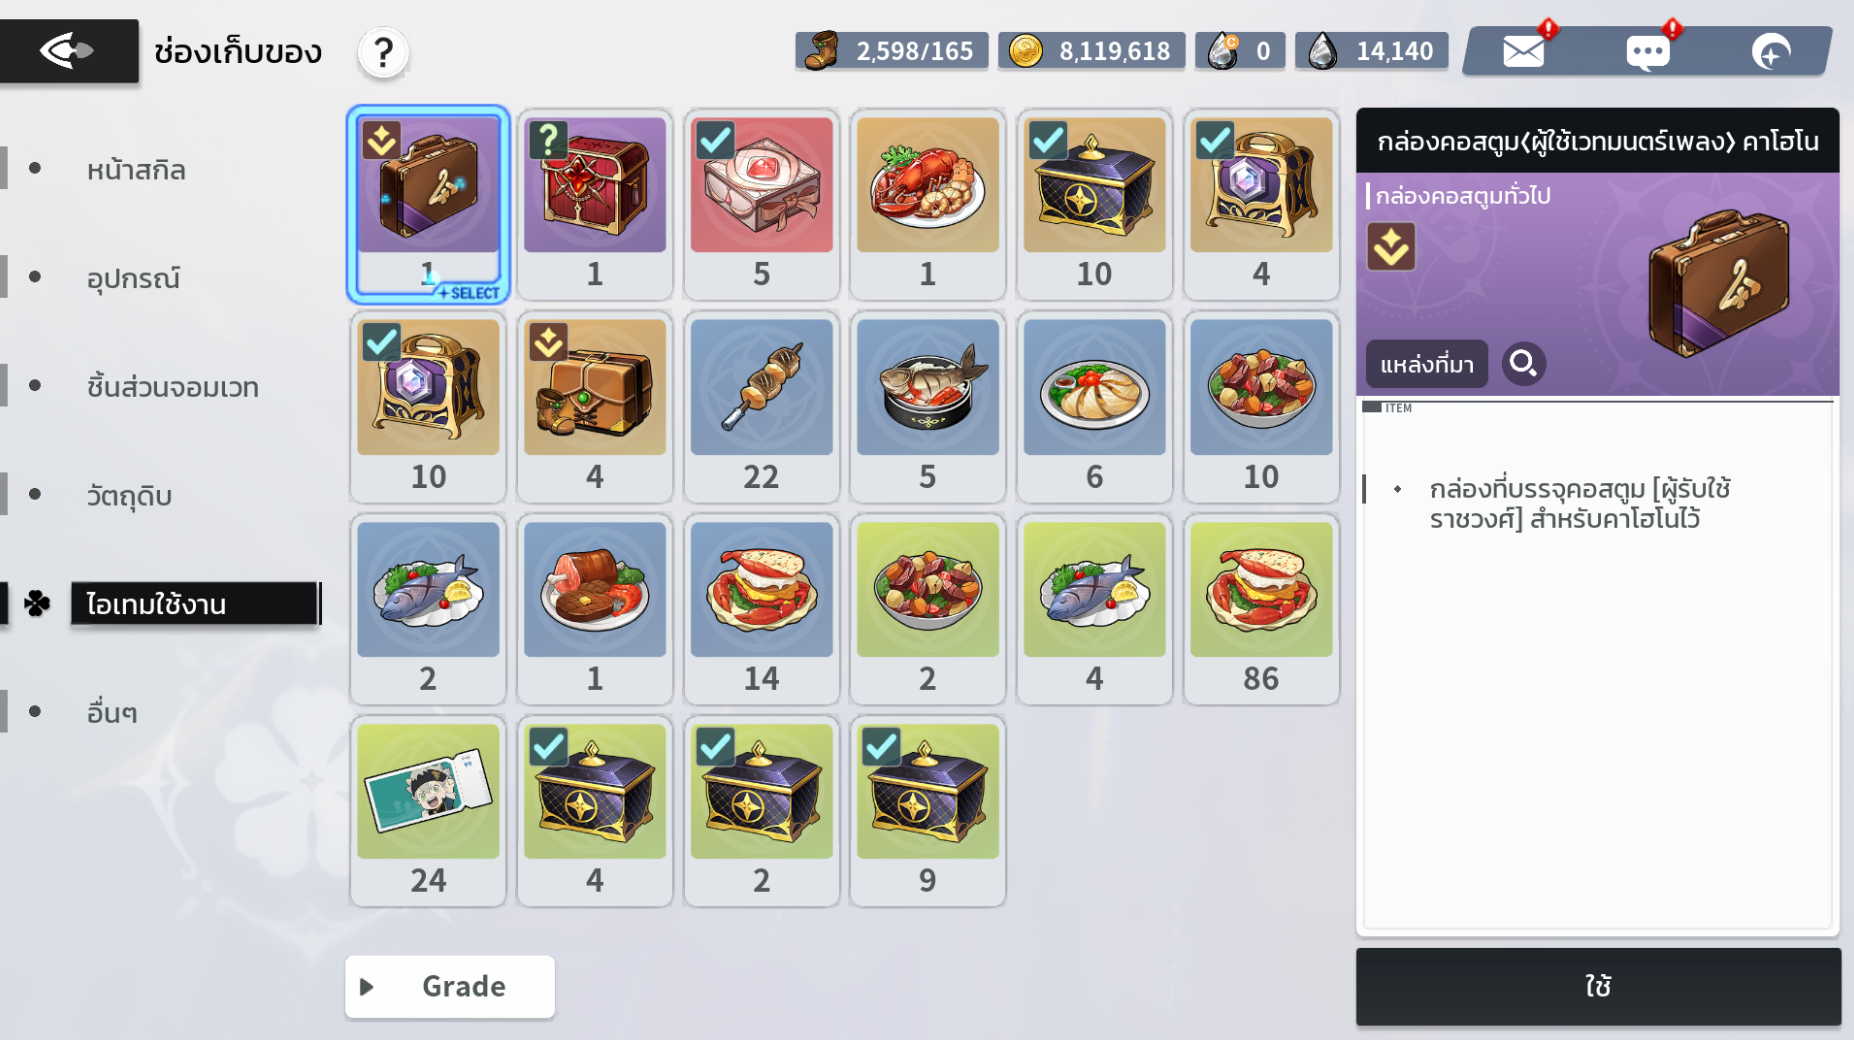 ช่องเก็บของ
?
2,598/165
8,119,618
0
14,140
หน้าสกิล
อุปกรณ์
ชิ้นส่วนจอมเวท
วัตถุดิบ
ไอเทมใช้งาน
อื่นๆ
1
SELECT
?
1
5
1
10
4
10
4
22
5
6
10
2
1
14
2
4
86
24
4
2
9
Grade
กล่องคอสตูม⟨ผู้ใช้เวทมนตร์เพลง⟩ คาโฮโน
กล่องคอสตูมทั่วไป
แหล่งที่มา
ITEM
กล่องที่บรรจุคอสตูม [ผู้รับใช้
ราชวงศ์] สำหรับคาโฮโนไว้
ใช้